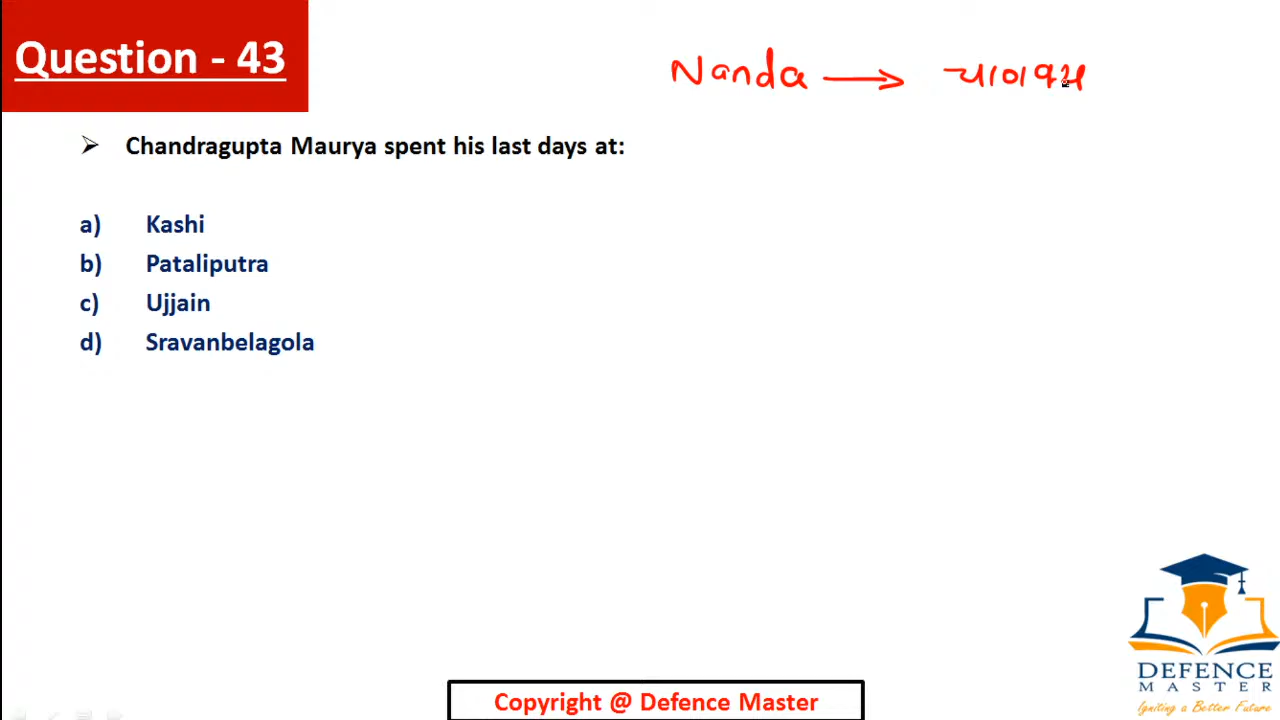 Question - 43
Nanda → चाणक्य
Chandragupta Maurya spent his last days at:
a) Kashi
b) Pataliputra
c) Ujjain
d) Sravanbelagola
DEFENCE
MASTER
Igniting a Better Future
Copyright @ Defence Master